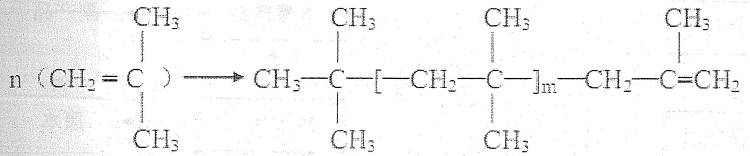 CH₃ CH₃ CH₃ CH₃
n（CH₂=C ）⟶ CH₃—C—[—CH₂—C—]ₘ—CH₂—C=CH₂
CH₃ CH₃ CH₃